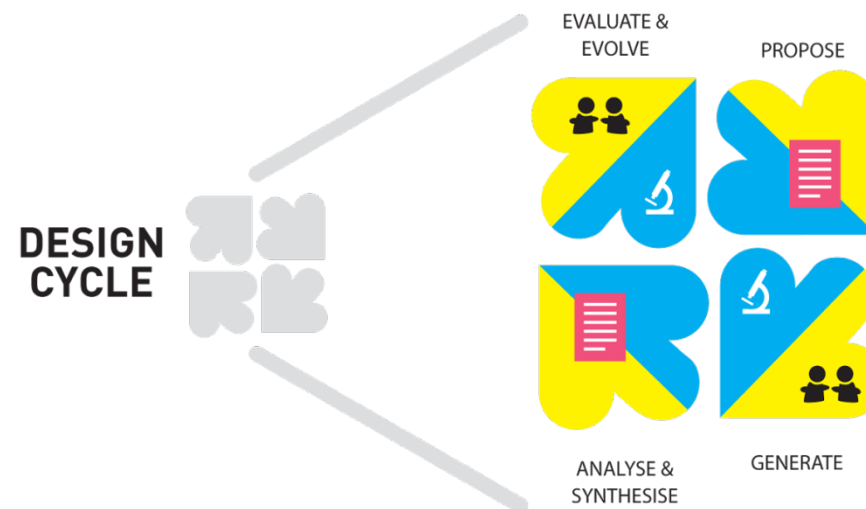 EVALUATE &
EVOLVE
PROPOSE
DESIGN
CYCLE
ANALYSE &
SYNTHESISE
GENERATE